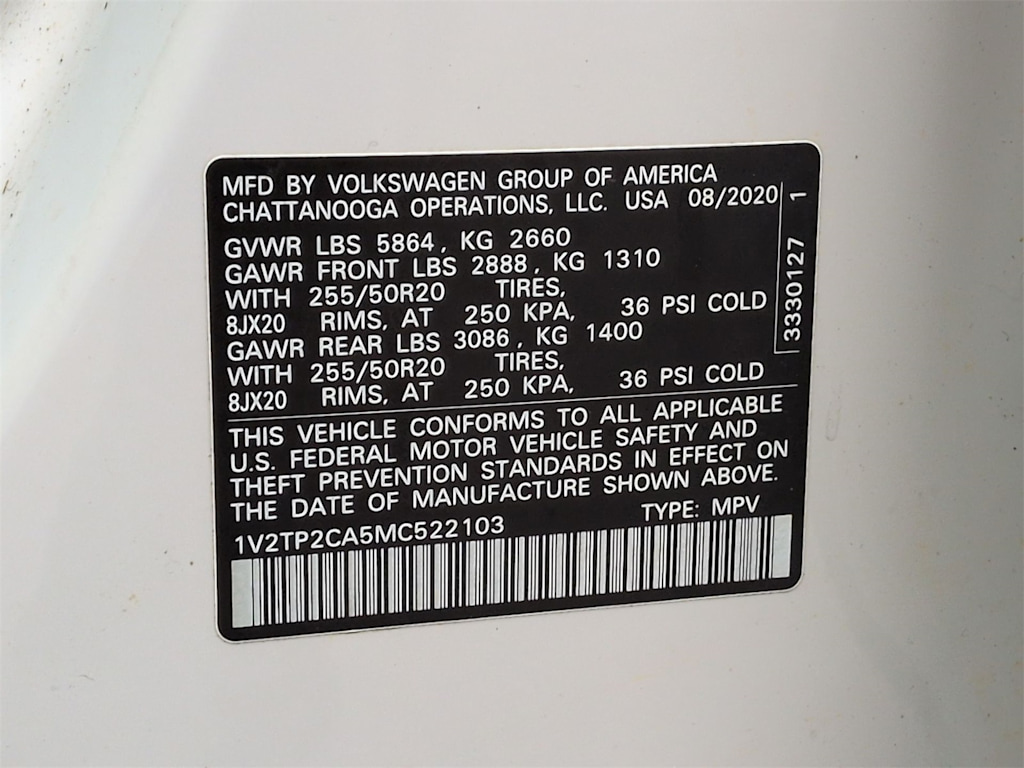 MFD BY VOLKSWAGEN GROUP OF AMERICA
CHATTANOOGA OPERATIONS, LLC. USA 08/2020
GVWR LBS 5864, KG 2660
GAWR FRONT LBS 2888, KG 1310
WITH 255/50R20 TIRES,
8JX20 RIMS, AT 250 KPA, 36 PSI COLD
GAWR REAR LBS 3086, KG 1400
WITH 255/50R20 TIRES,
8JX20 RIMS, AT 250 KPA, 36 PSI COLD
3330127 1
THIS VEHICLE CONFORMS TO ALL APPLICABLE
U.S. FEDERAL MOTOR VEHICLE SAFETY AND
THEFT PREVENTION STANDARDS IN EFFECT ON
THE DATE OF MANUFACTURE SHOWN ABOVE.
1V2TP2CA5MC522103 TYPE: MPV